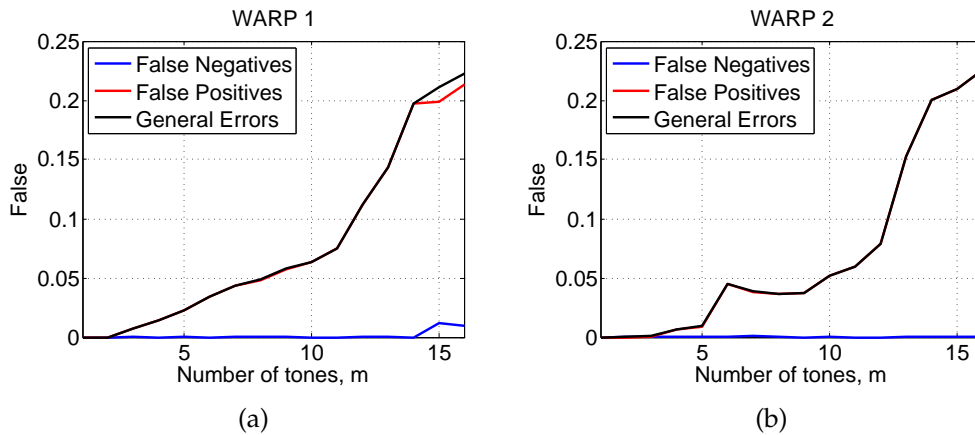 WARP 1
0.25
0.2
0.15
0.1
0.05
0
False
False Negatives
False Positives
General Errors
5
10
15
Number of tones, m
(a)
WARP 2
0.25
0.2
0.15
0.1
0.05
0
False
False Negatives
False Positives
General Errors
5
10
15
Number of tones, m
(b)